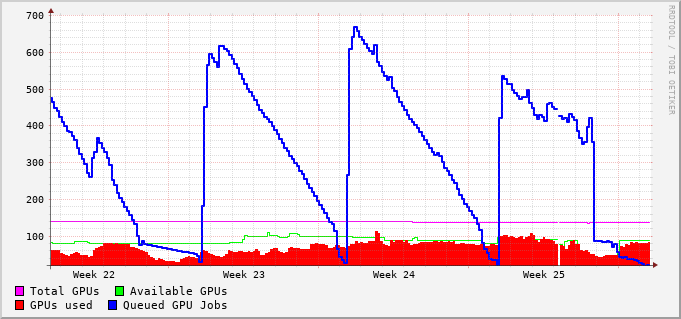 700
600
500
400
300
200
100
Week 22 Week 23 Week 24 Week 25
Total GPUs Available GPUs
GPUs used Queued GPU Jobs
RRDTOOL / TOBI OETIKER